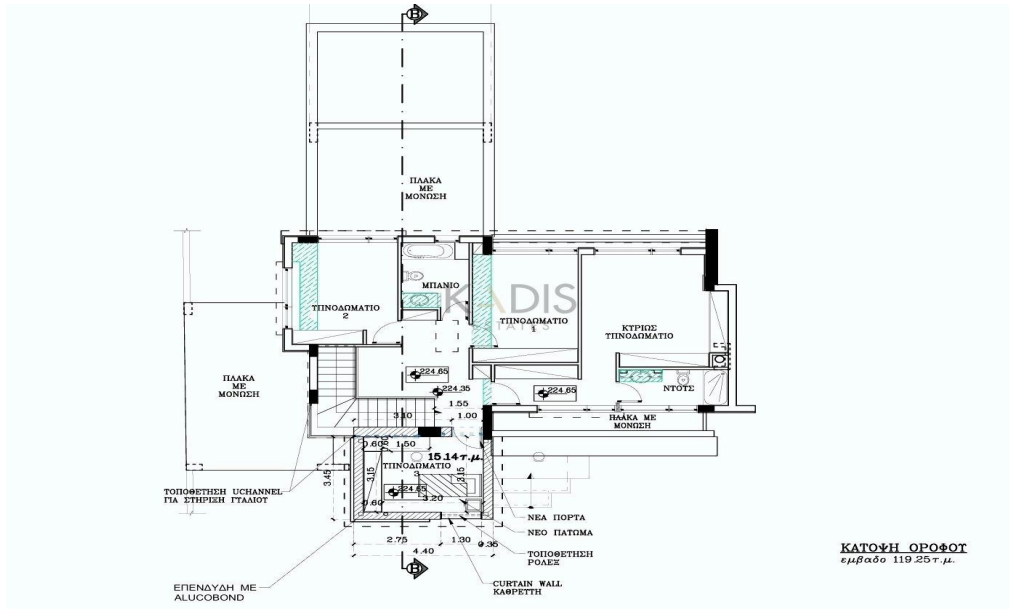 B
ΠΛΑΚΑ
ΜΕ
ΜΟΝΩΣΗ
ΜΠΑΝΙΟ
KADIS
ESTATES
ΥΠΝΟΔΩΜΑΤΙΟ
2
ΥΠΝΟΔΩΜΑΤΙΟ
1
ΚΥΡΙΩΣ
ΥΠΝΟΔΩΜΑΤΙΟ
ΠΛΑΚΑ
ΜΕ
ΜΟΝΩΣΗ
224.65
224.35
224.65
ΝΤΟΥΣ
1.55
3.10
1.00
ΠΛΑΚΑ ΜΕ
ΜΟΝΩΣΗ
0.60
1.50
15.14τ.μ.
ΥΠΝΟΔΩΜΑΤΙΟ
3
3.45
3.15
3.15
224.65
3.20
0.60
ΤΟΠΟΘΕΤΗΣΗ UCHANNEL
ΓΙΑ ΣΤΗΡΙΞΗ ΓΥΑΛΙΟΥ
ΝΕΑ ΠΟΡΤΑ
ΝΕΟ ΠΑΤΩΜΑ
2.75
1.30
0.35
4.40
ΤΟΠΟΘΕΤΗΣΗ
ΡΟΛΕΞ
CURTAIN WALL
ΚΑΘΡΕΤΤΗ
ΕΠΕΝΔΥΣΗ ΜΕ
ALUCOBOND
B
ΚΑΤΟΨΗ ΟΡΟΦΟΥ
εμβαδο 119.25τ.μ.